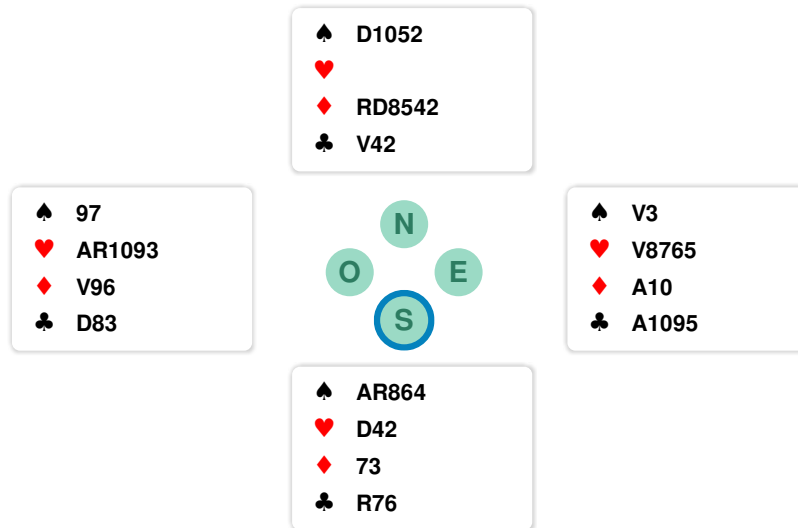 ♠ D1052
♥
♦ RD8542
♣ V42
♠ 97
♥ AR1093
♦ V96
♣ D83
N
O E
S
♠ V3
♥ V8765
♦ A10
♣ A1095
♠ AR864
♥ D42
♦ 73
♣ R76